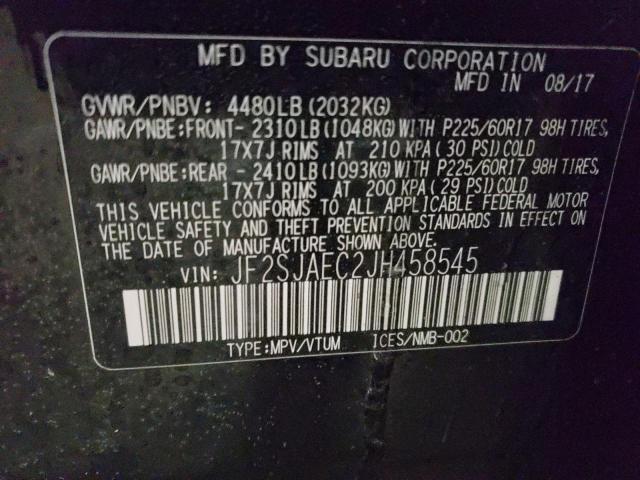 MFD BY SUBARU CORPORATION
MFD IN 08/17
GVWR/PNBV: 4480LB (2032KG)
GAWR/PNBE:FRONT- 2310LB (1048KG) WITH P225/60R17 98H TIRES,
17X7J RIMS AT 210 KPA ( 30 PSI) COLD
GAWR/PNBE:REAR - 2410LB (1093KG) WITH P225/60R17 98H TIRES,
17X7J RIMS AT 200 KPA ( 29 PSI) COLD
THIS VEHICLE CONFORMS TO ALL APPLICABLE FEDERAL MOTOR
VEHICLE SAFETY AND THEFT PREVENTION STANDARDS IN EFFECT ON
THE DATE OF MANUFACTURE SHOWN ABOVE.
VIN: JF2SJAEC2JH458545
TYPE:MPV/VTUM ICES/NMB-002